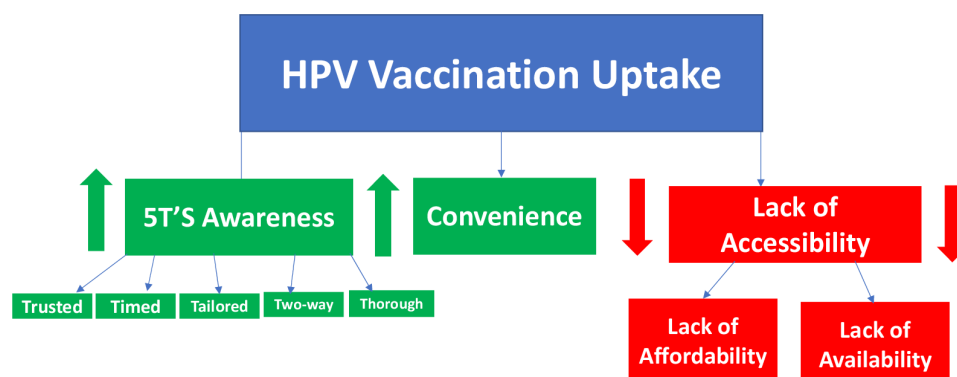 HPV Vaccination Uptake
5T'S Awareness
Convenience
Lack of
Accessibility
Trusted
Timed
Tailored
Two-way
Thorough
Lack of
Affordability
Lack of
Availability